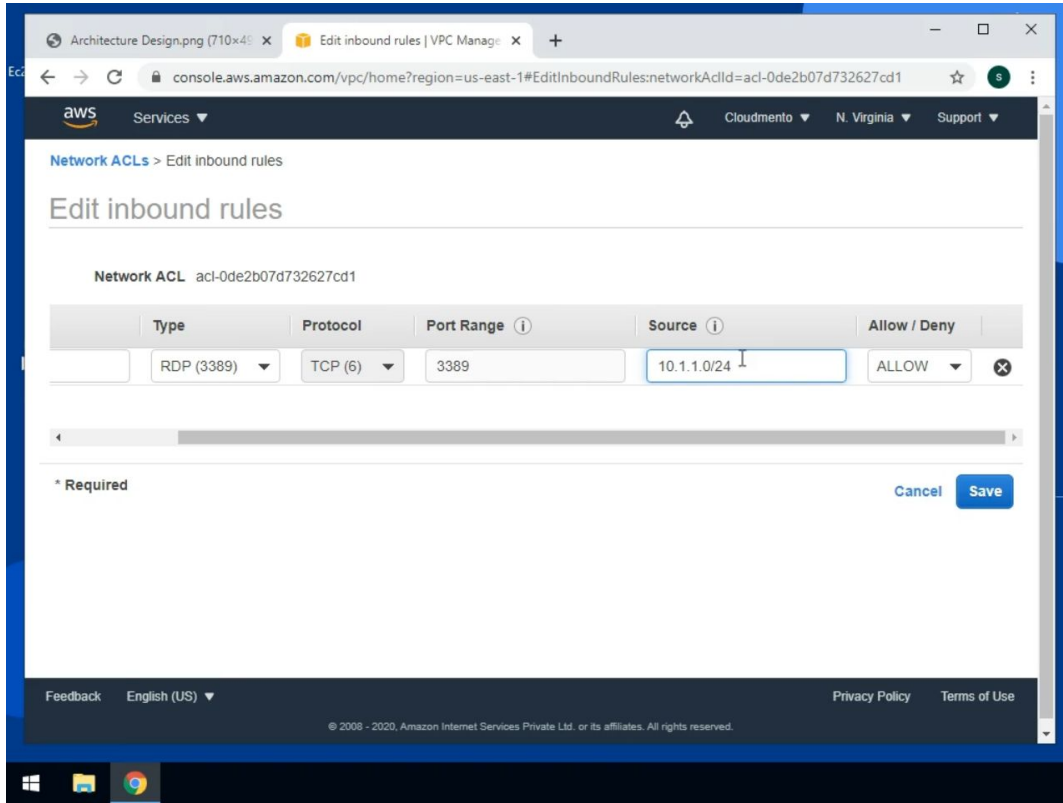 Architecture Design.png (710×49
Edit inbound rules | VPC Manage
Ec2
console.aws.amazon.com/vpc/home?region=us-east-1#EditInboundRules:networkAclId=acl-0de2b07d732627cd1
S
aws
Services
Cloudmento
N. Virginia
Support
Network ACLs > Edit inbound rules
Edit inbound rules
Network ACL acl-0de2b07d732627cd1
Type Protocol Port Range i Source i Allow / Deny
RDP (3389) TCP (6) 3389 10.1.1.0/24 ALLOW
* Required
Cancel Save
Feedback English (US) Privacy Policy Terms of Use
© 2008 - 2020, Amazon Internet Services Private Ltd. or its affiliates. All rights reserved.